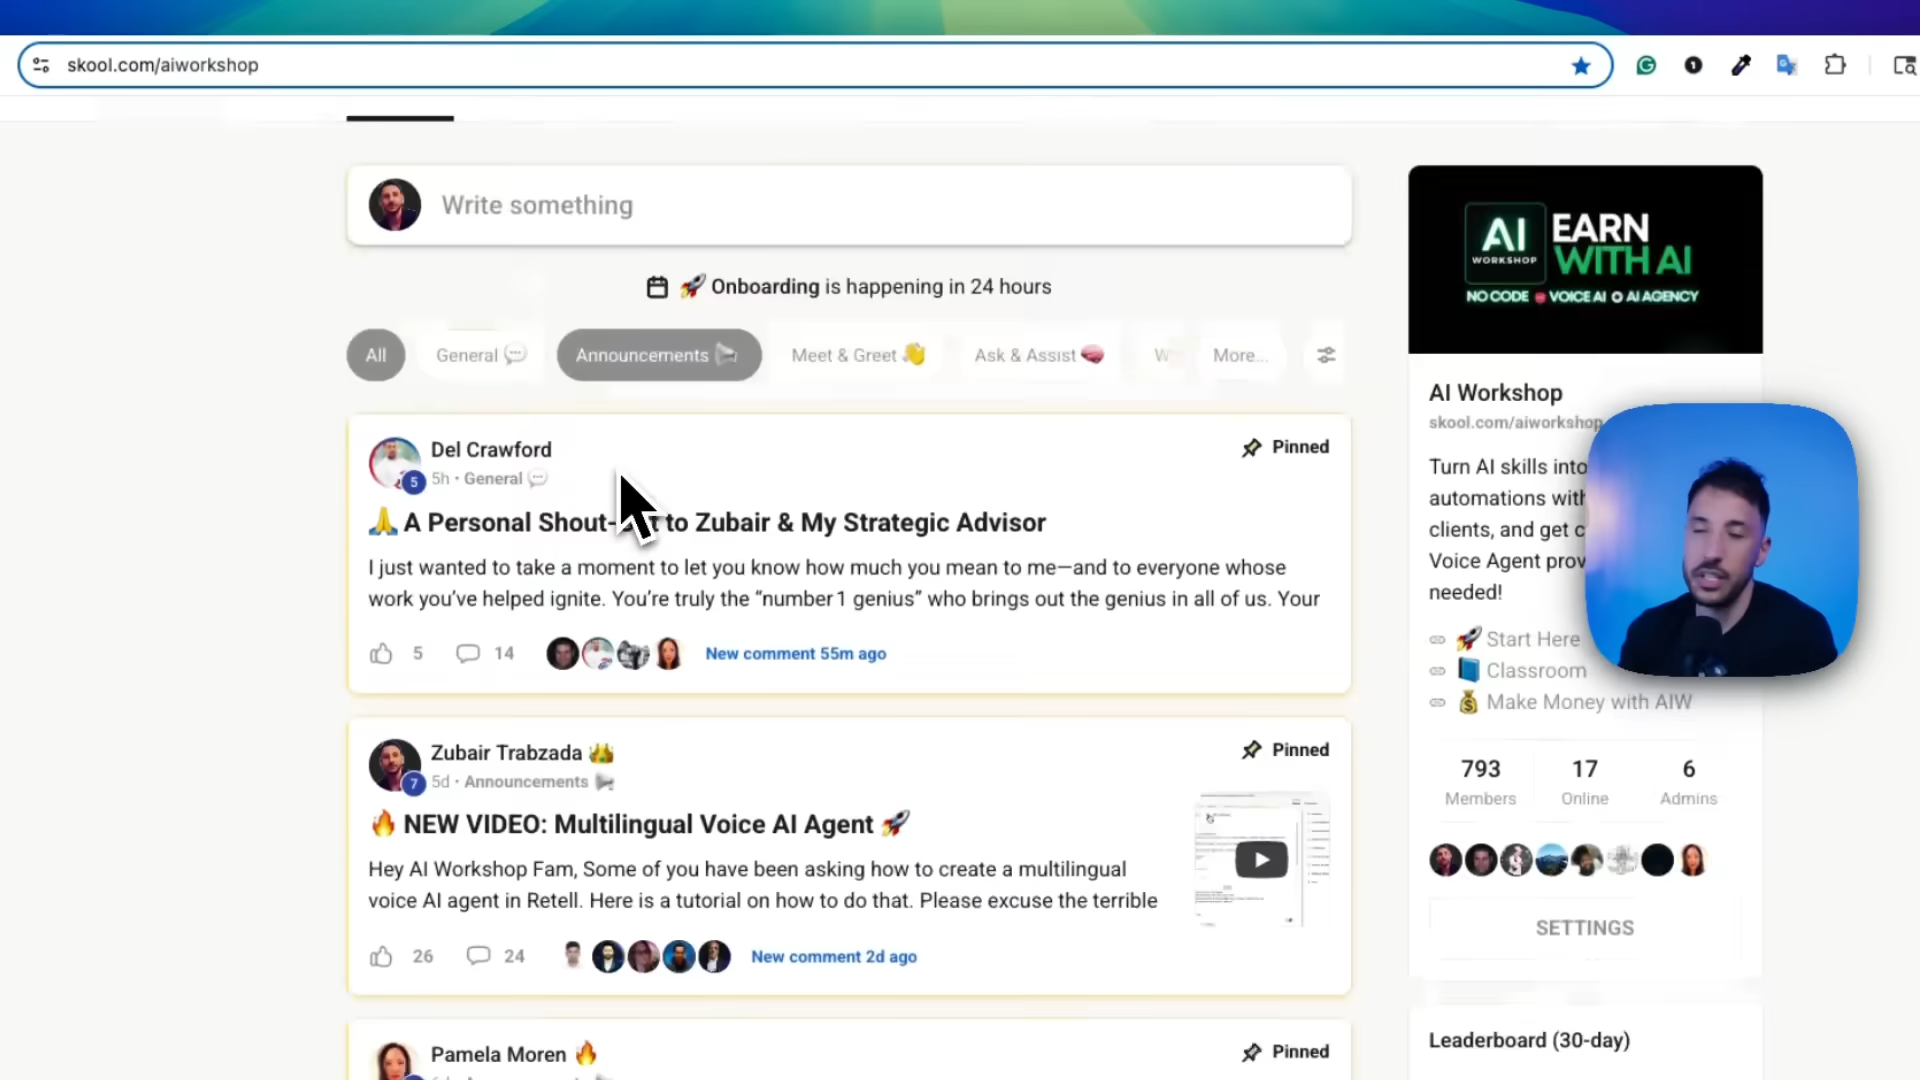 skool.com/aiworkshop
Write something
Onboarding is happening in 24 hours
All
General
Announcements
Meet & Greet
Ask & Assist
W
More...
Del Crawford
Pinned
5
5h · General
A Personal Shout- t to Zubair & My Strategic Advisor
I just wanted to take a moment to let you know how much you mean to me—and to everyone whose
work you've helped ignite. You're truly the "number 1 genius" who brings out the genius in all of us. Your
5
14
New comment 55m ago
Zubair Trabzada
Pinned
7
5d · Announcements
NEW VIDEO: Multilingual Voice AI Agent
Hey AI Workshop Fam, Some of you have been asking how to create a multilingual
voice AI agent in Retell. Here is a tutorial on how to do that. Please excuse the terrible
26
24
New comment 2d ago
Pamela Moren
Pinned
AI
WORKSHOP
EARN
WITH AI
NO CODE VOICE AI AI AGENCY
AI Workshop
skool.com/aiworkshop
Turn AI skills into
automations with
clients, and get c
Voice Agent prov
needed!
Start Here
Classroom
Make Money with AIW
793
Members
17
Online
6
Admins
SETTINGS
Leaderboard (30-day)